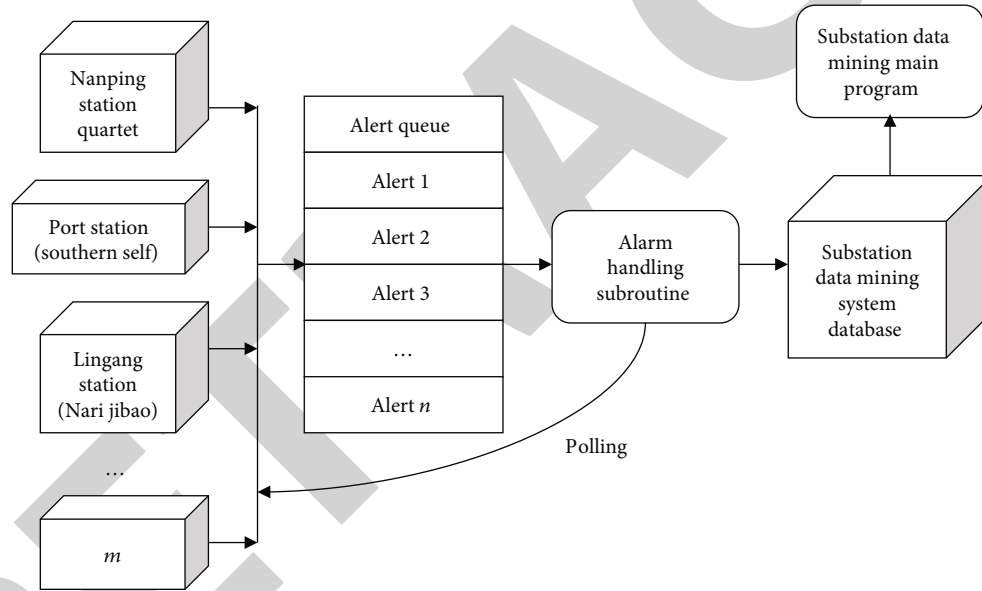 Nanping
station
quartet
Port station
(southern self)
Lingang
station
(Nari jibao)
...
m
Alert queue
Alert 1
Alert 2
Alert 3
...
Alert n
Polling
Alarm
handling
subroutine
Substation data
mining main
program
Substation
data mining
system
database